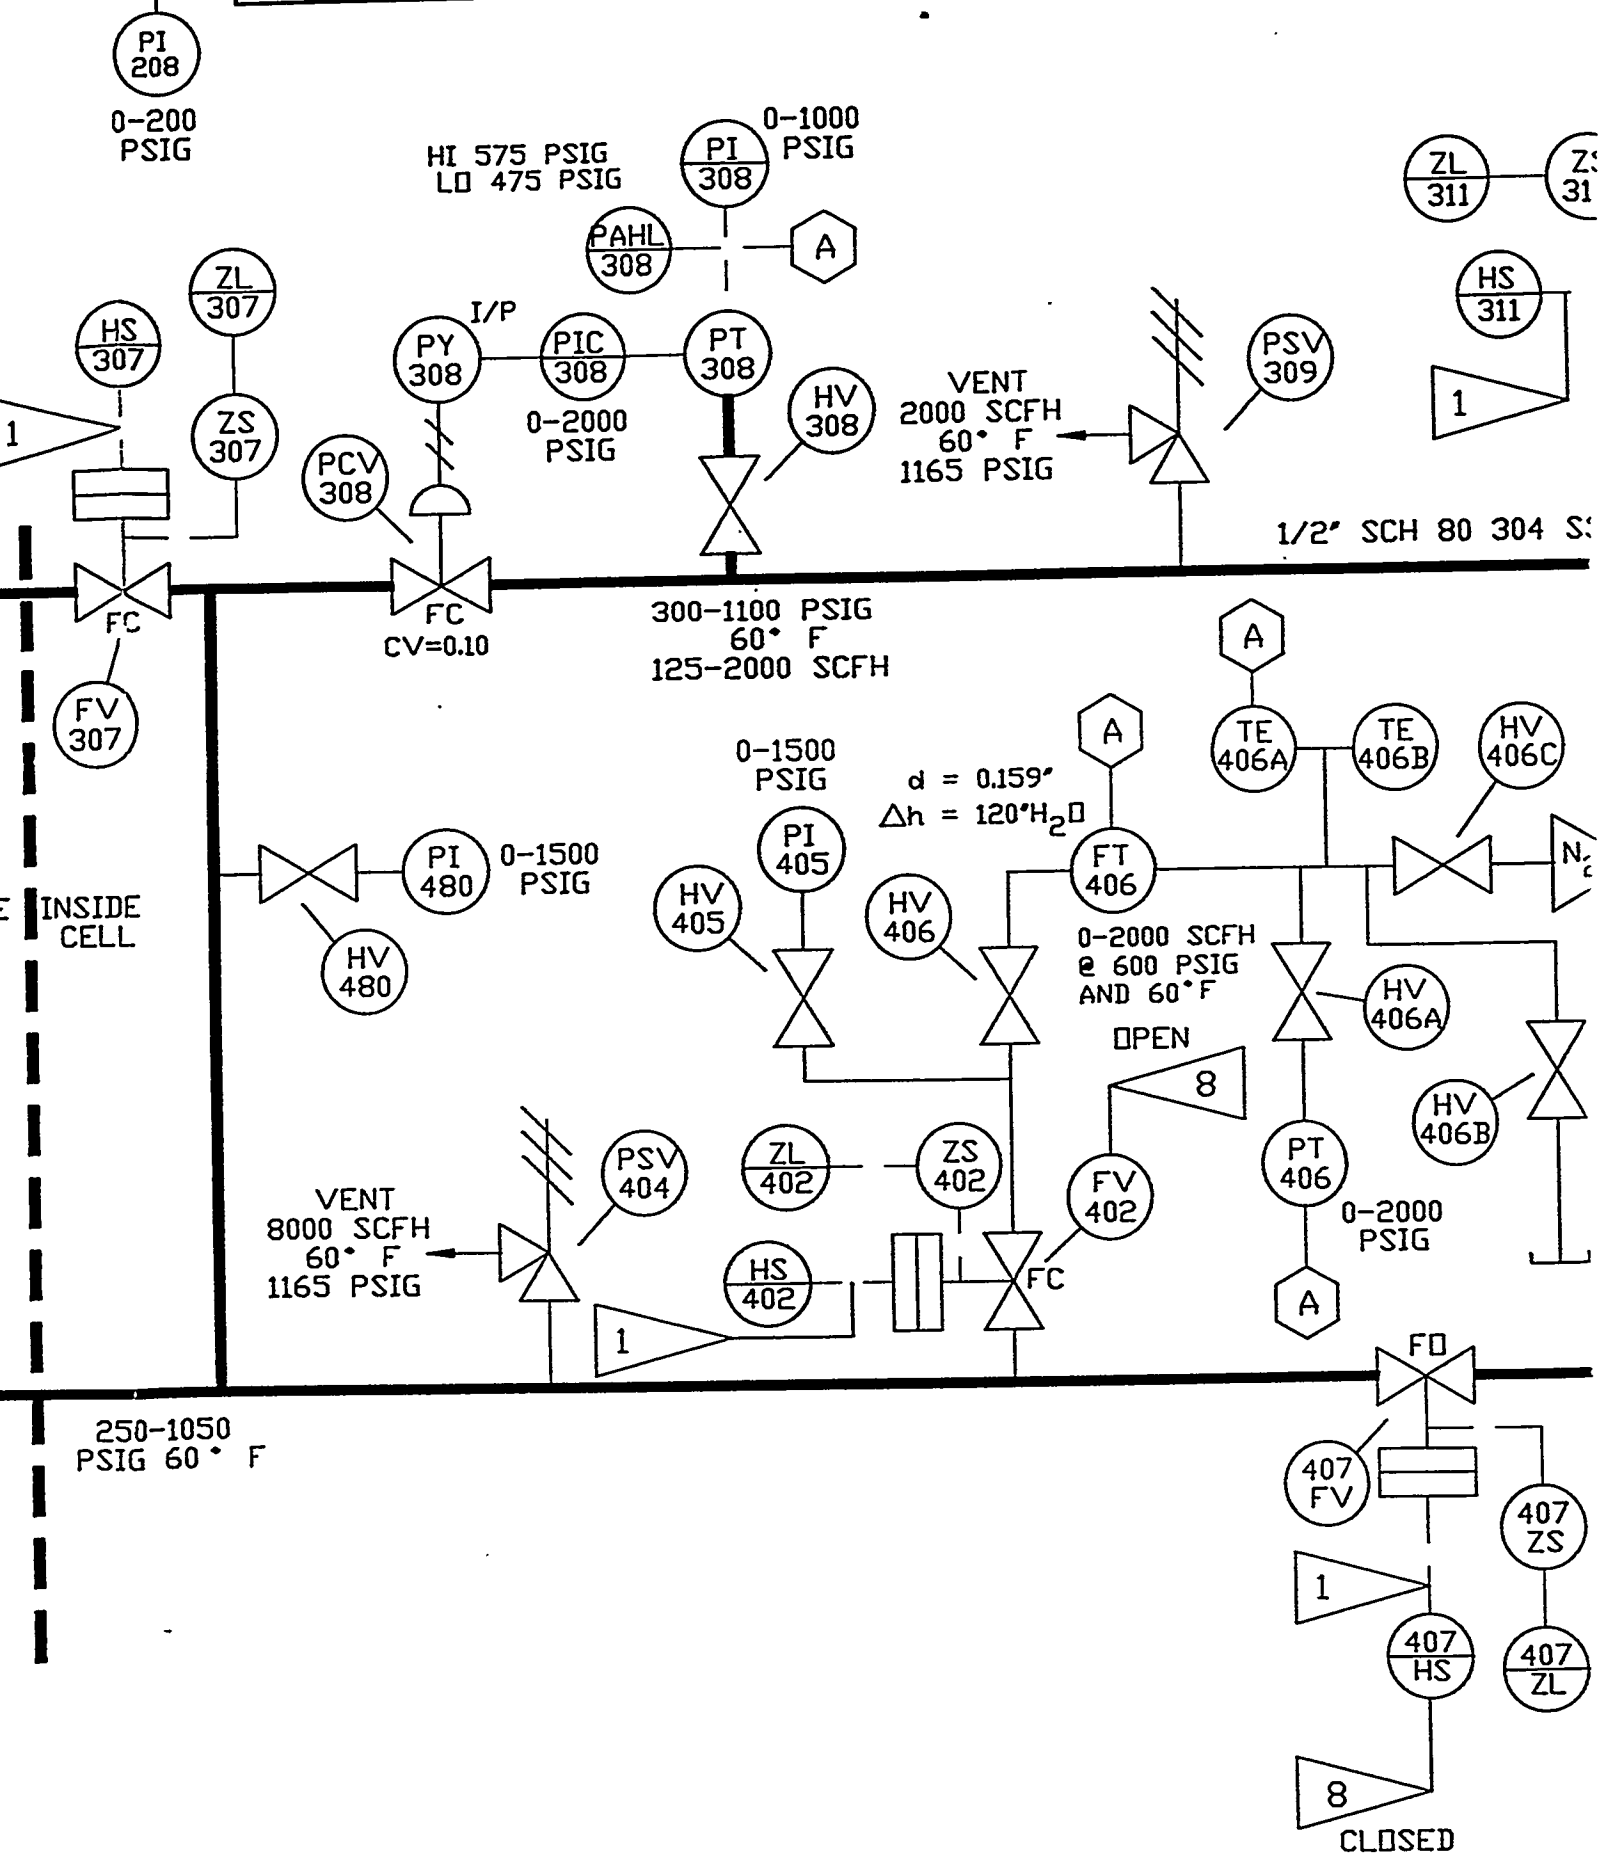 PI
208
0-200
PSIG
HI 575 PSIG
LO 475 PSIG
PI
308
0-1000
PSIG
PAHL
308
A
ZL
311
HS
311
1
ZL
307
HS
307
ZS
307
1
I/P
PY
308
PIC
308
0-2000
PSIG
PT
308
HV
308
PCV
308
VENT
2000 SCFH
60° F
1165 PSIG
PSV
309
1/2" SCH 80 304 SS
FC
FC
CV=0.10
300-1100 PSIG
60° F
125-2000 SCFH
FV
307
A
TE
406A
TE
406B
HV
406C
0-1500
PSIG
A
d = 0.159"
Δh = 120"H2O
PI
405
FT
406
N2
PI
480
0-1500
PSIG
HV
480
HV
405
HV
406
0-2000 SCFH
@ 600 PSIG
AND 60°F
HV
406A
INSIDE
CELL
OPEN
8
HV
406B
ZL
402
ZS
402
FV
402
PT
406
0-2000
PSIG
A
PSV
404
VENT
8000 SCFH
60° F
1165 PSIG
HS
402
FC
1
FO
250-1050
PSIG 60° F
407
FV
407
ZS
1
407
HS
407
ZL
8
CLOSED